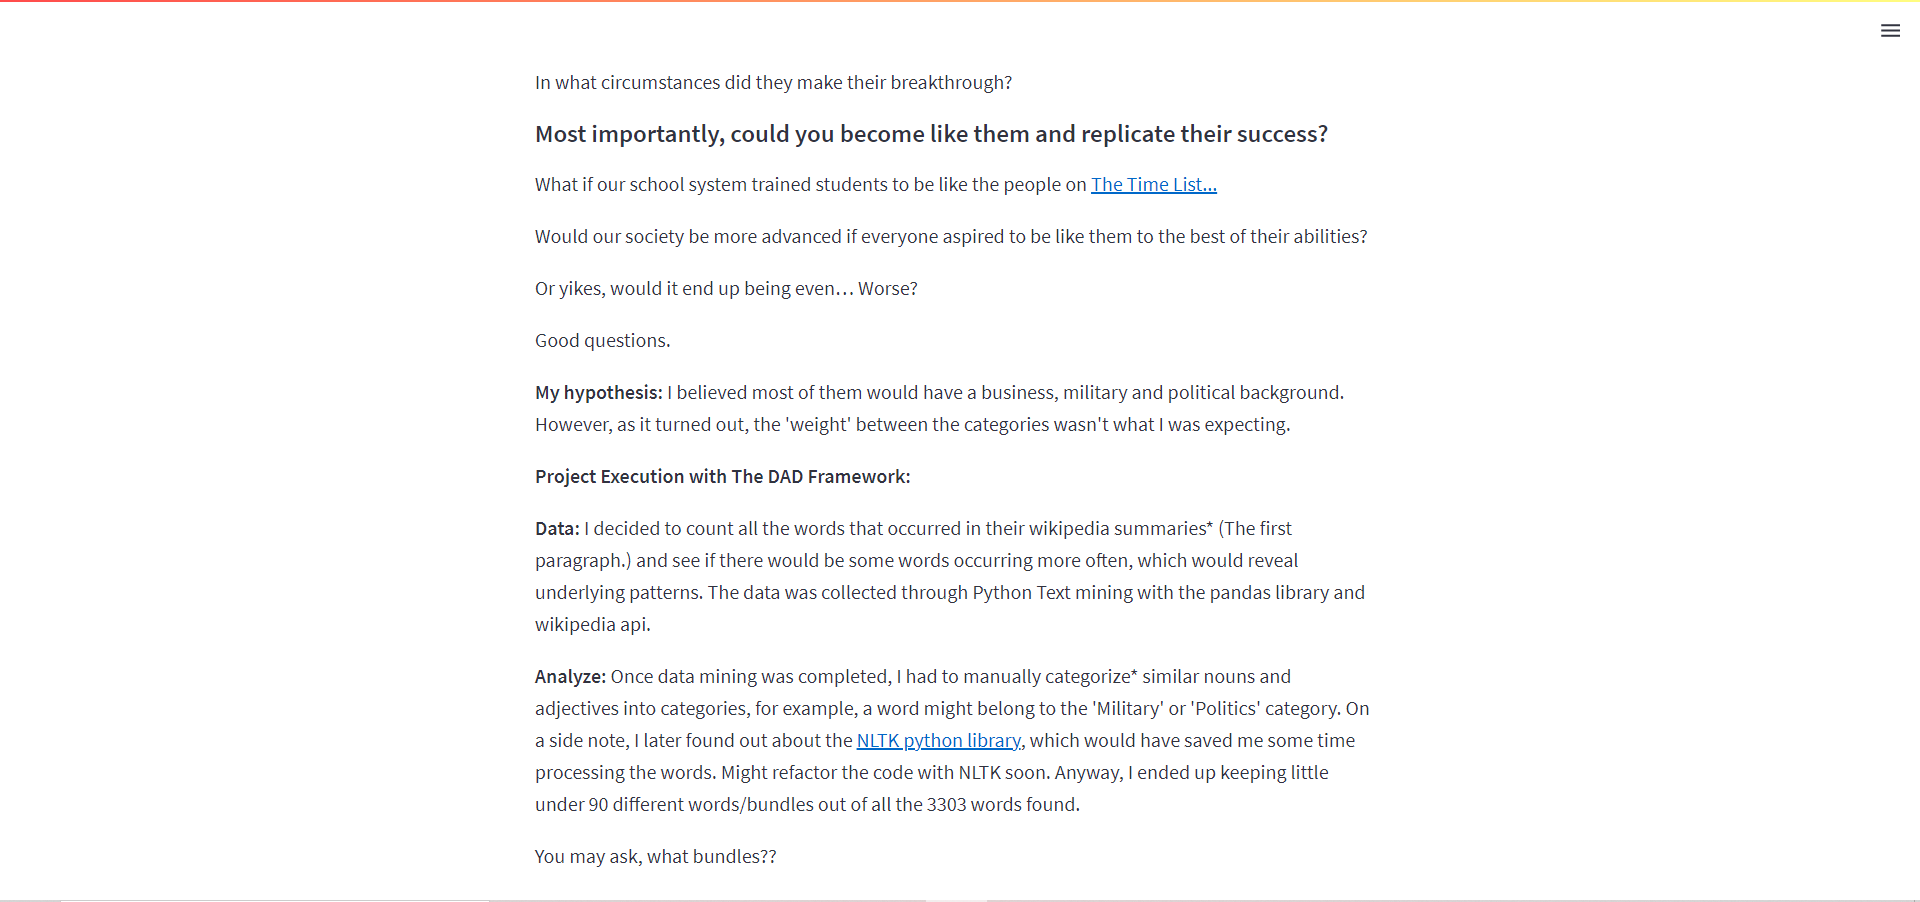 In what circumstances did they make their breakthrough?
Most importantly, could you become like them and replicate their success?
What if our school system trained students to be like the people on The Time List...
Would our society be more advanced if everyone aspired to be like them to the best of their abilities?
Or yikes, would it end up being even… Worse?
Good questions.
My hypothesis: I believed most of them would have a business, military and political background.
However, as it turned out, the 'weight' between the categories wasn't what I was expecting.
Project Execution with The DAD Framework:
Data: I decided to count all the words that occurred in their wikipedia summaries* (The first
paragraph.) and see if there would be some words occurring more often, which would reveal
underlying patterns. The data was collected through Python Text mining with the pandas library and
wikipedia api.
Analyze: Once data mining was completed, I had to manually categorize* similar nouns and
adjectives into categories, for example, a word might belong to the 'Military' or 'Politics' category. On
a side note, I later found out about the NLTK python library, which would have saved me some time
processing the words. Might refactor the code with NLTK soon. Anyway, I ended up keeping little
under 90 different words/bundles out of all the 3303 words found.
You may ask, what bundles??